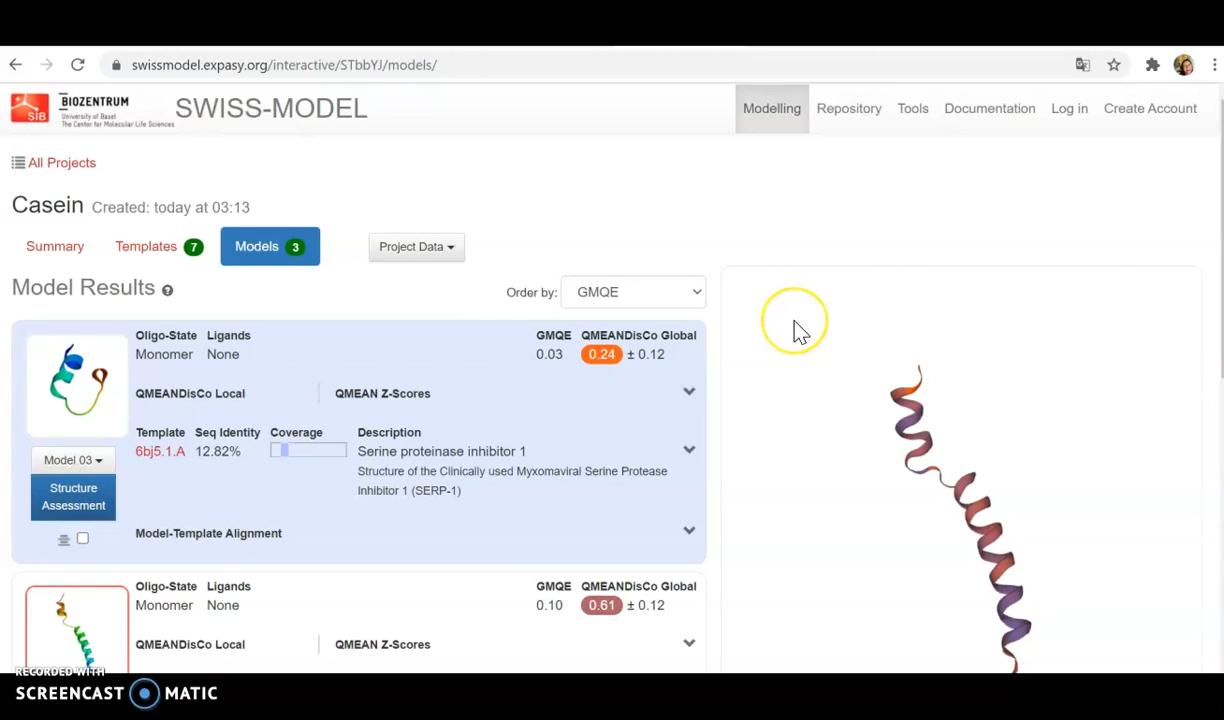 swissmodel.expasy.org/interactive/STbbYJ/models/
SIB
BIOZENTRUM
University of Basel
The Center for Molecular Life Sciences
SWISS-MODEL
Modelling Repository Tools Documentation Log in Create Account
All Projects
Casein Created: today at 03:13
Summary Templates 7 Models 3 Project Data
Model Results ?
Order by: GMQE
Oligo-State Ligands GMQE QMEANDisCo Global
Monomer None 0.03 0.24 ± 0.12
QMEANDisCo Local QMEAN Z-Scores
Template Seq Identity Coverage Description
6bj5.1.A 12.82% Serine proteinase inhibitor 1
Structure of the Clinically used Myxomaviral Serine Protease
Inhibitor 1 (SERP-1)
Model 03
Structure
Assessment
Model-Template Alignment
Oligo-State Ligands GMQE QMEANDisCo Global
Monomer None 0.10 0.61 ± 0.12
QMEANDisCo Local QMEAN Z-Scores
RECORDED WITH
SCREENCAST MATIC